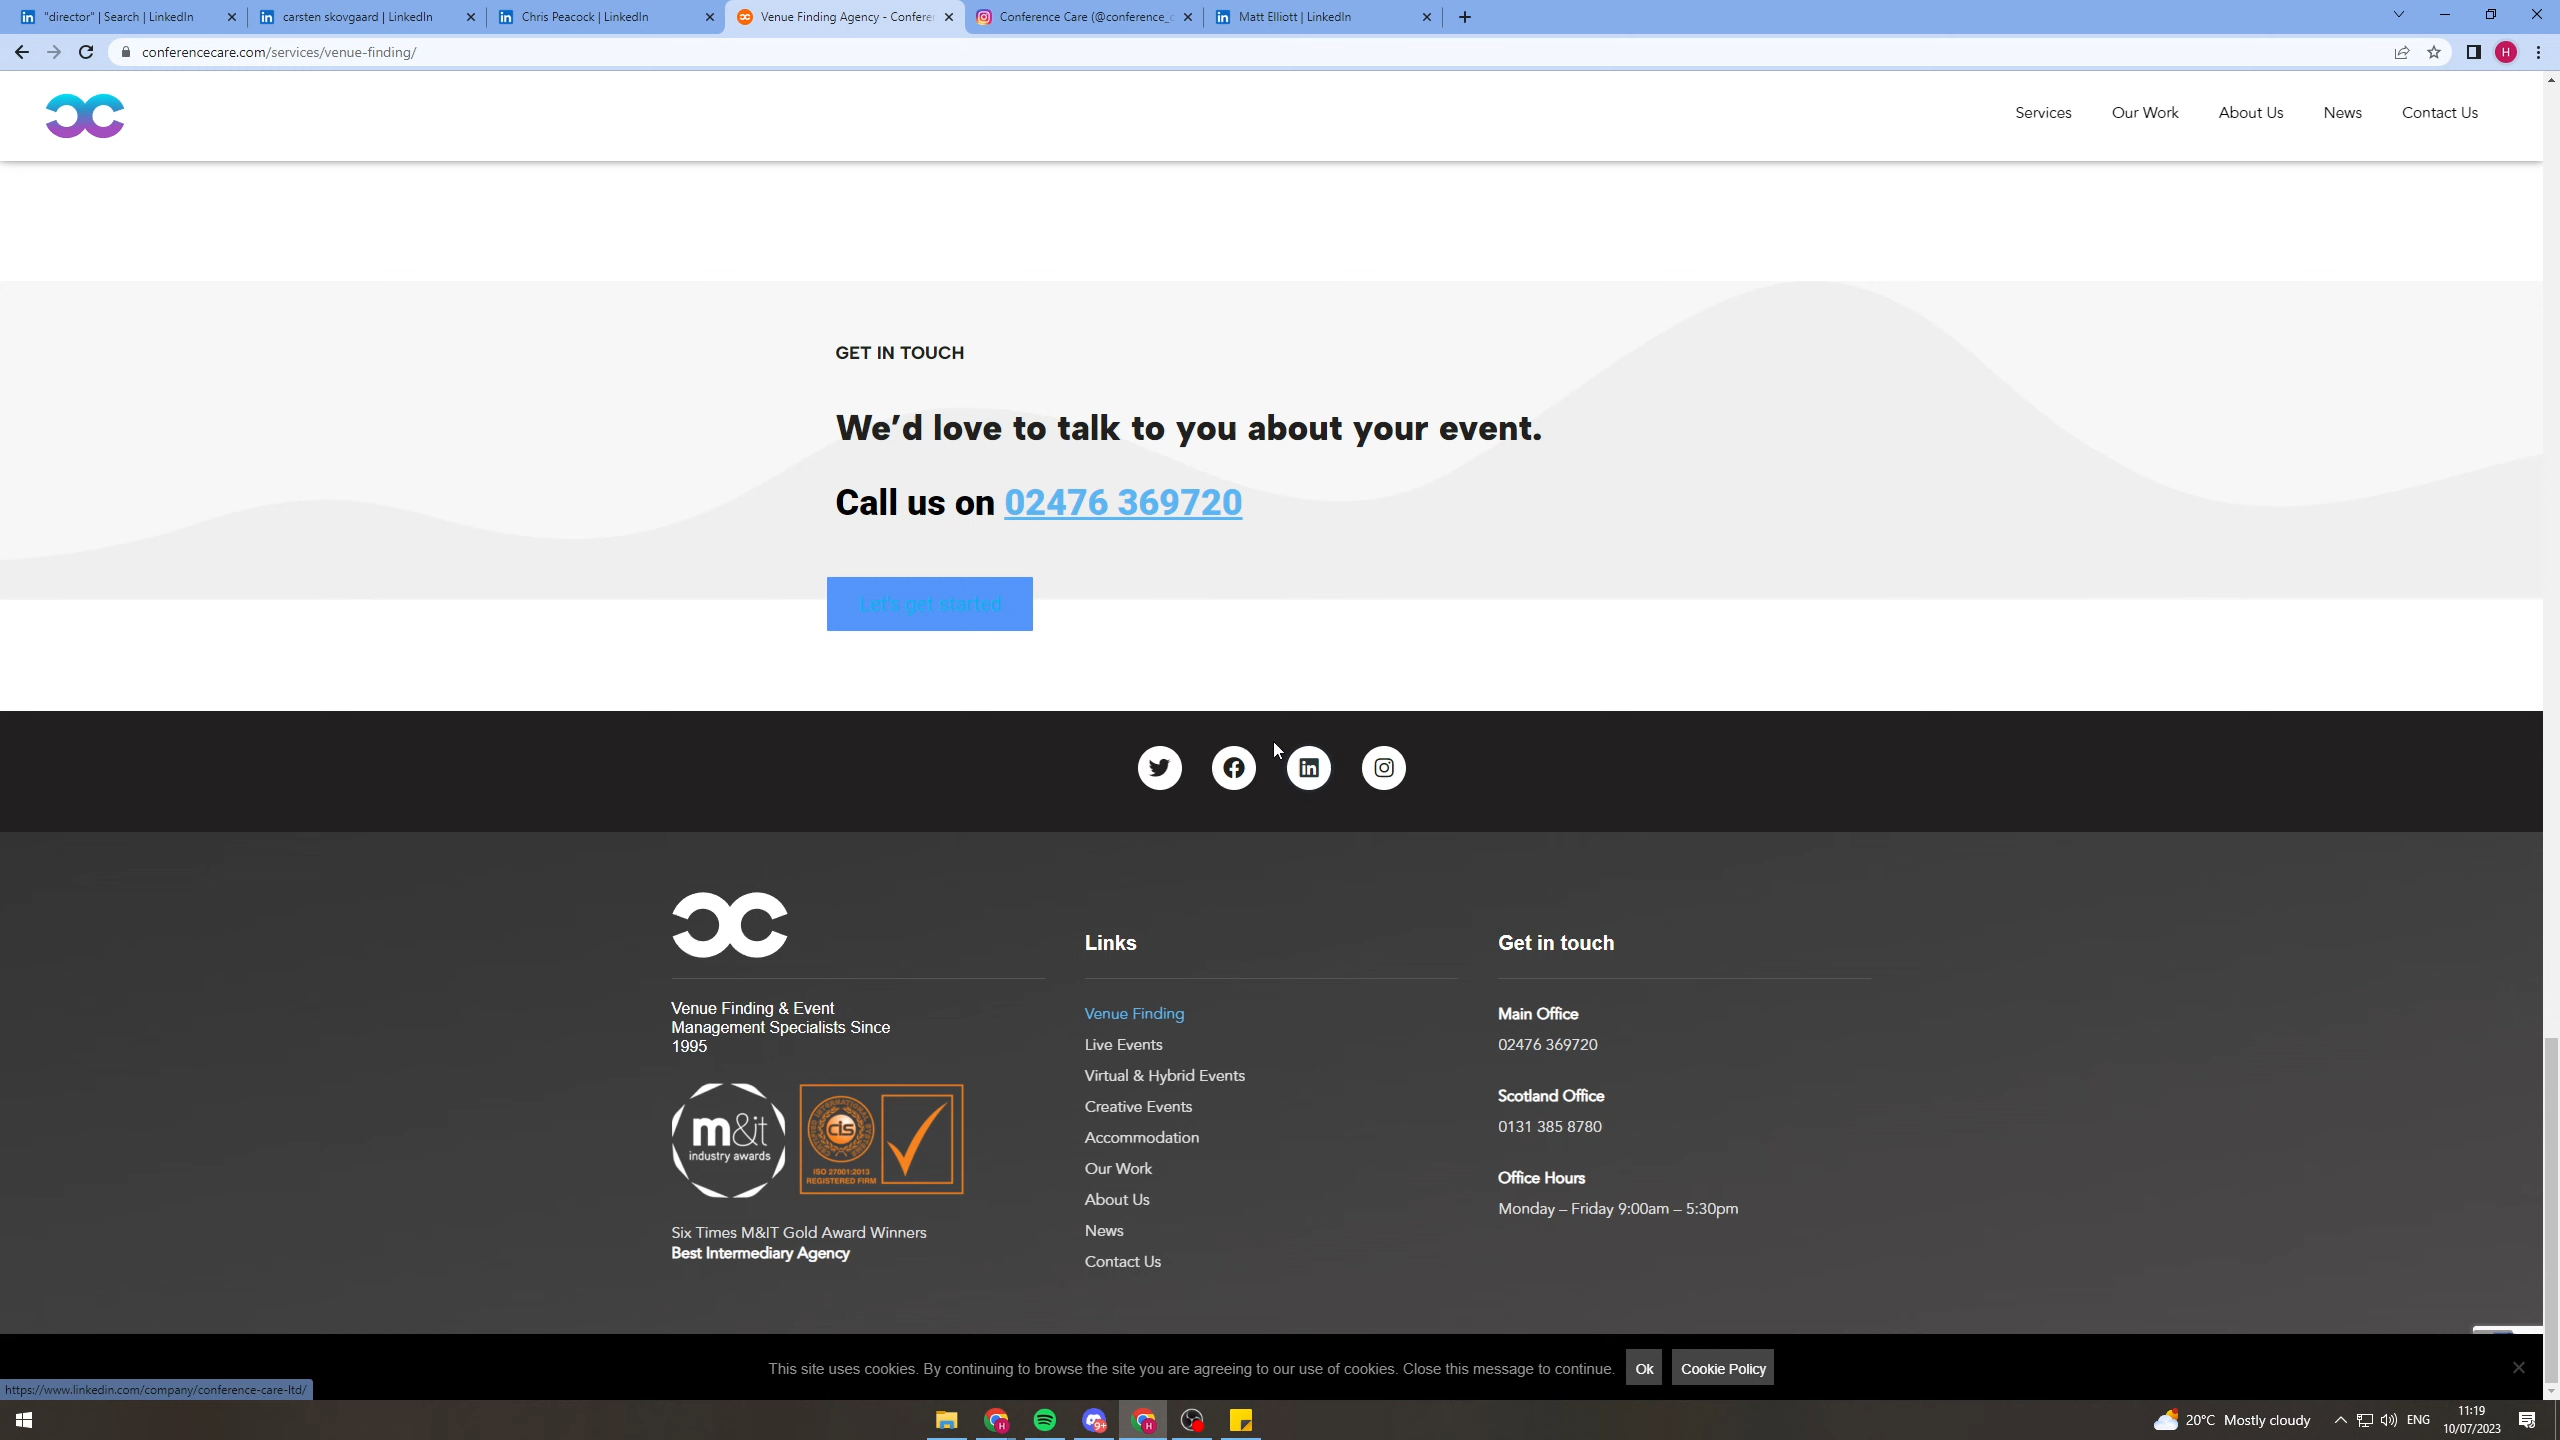 "director" | Search | LinkedIn
carsten skovgaard | LinkedIn
Chris Peacock | LinkedIn
Venue Finding Agency - Confere
Conference Care (@conference_c
Matt Elliott | LinkedIn
conferencecare.com/services/venue-finding/
H
Services
Our Work
About Us
News
Contact Us
GET IN TOUCH
We’d love to talk to you about your event.
Call us on 02476 369720
Let's get started
Venue Finding & Event
Management Specialists Since
1995
m&it
industry awards
cis
ISO 27001:2013
REGISTERED FIRM
Six Times M&IT Gold Award Winners
Best Intermediary Agency
Links
Venue Finding
Live Events
Virtual & Hybrid Events
Creative Events
Accommodation
Our Work
About Us
News
Contact Us
Get in touch
Main Office
02476 369720
Scotland Office
0131 385 8780
Office Hours
Monday – Friday 9:00am – 5:30pm
This site uses cookies. By continuing to browse the site you are agreeing to our use of cookies. Close this message to continue.
Ok
Cookie Policy
https://www.linkedin.com/company/conference-care-ltd/
20°C Mostly cloudy
ENG
11:19
10/07/2023